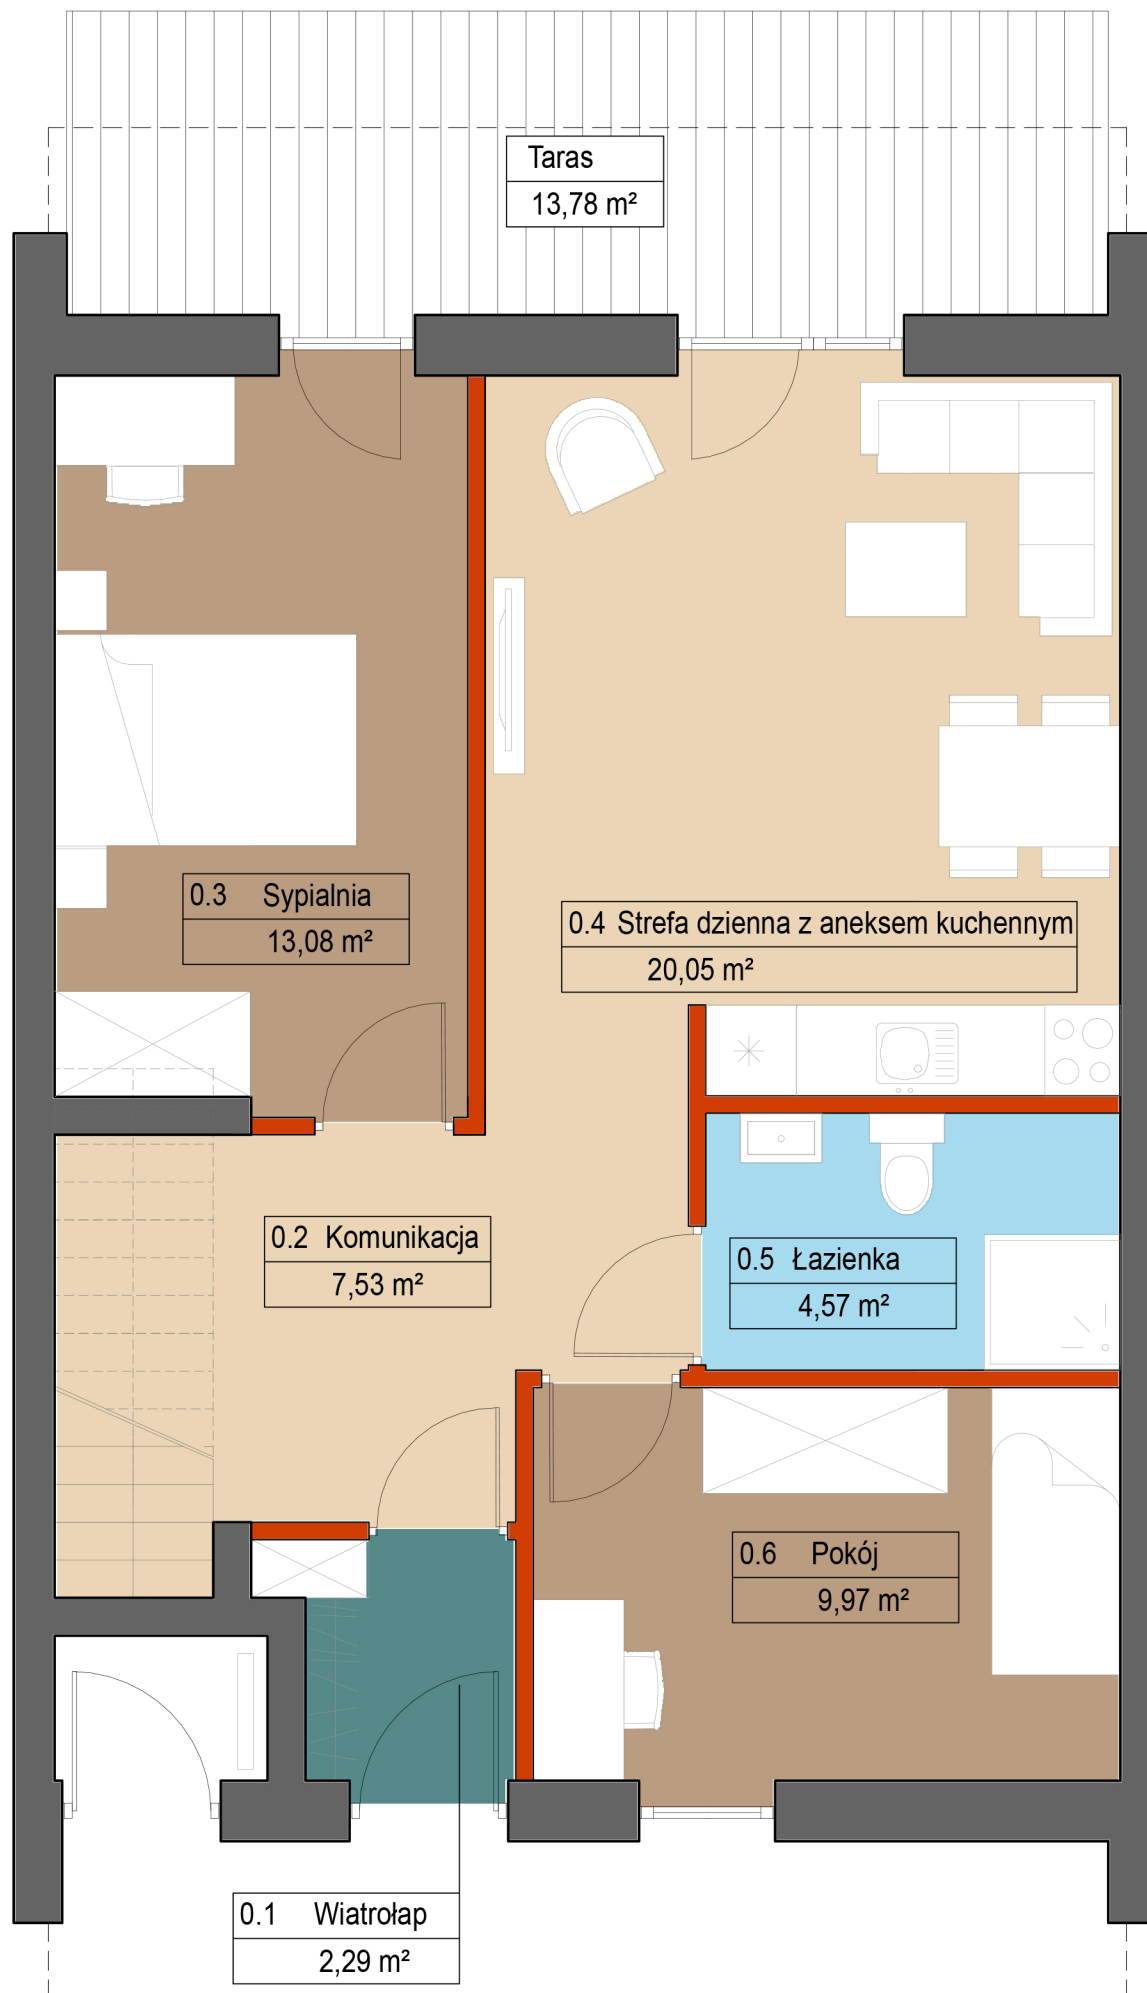 Taras
13,78 m²
0.3 Sypialnia
13,08 m²
0.4 Strefa dzienna z aneksem kuchennym
20,05 m²
0.2 Komunikacja
7,53 m²
0.5 Łazienka
4,57 m²
0.6 Pokój
9,97 m²
0.1 Wiatrołap
2,29 m²